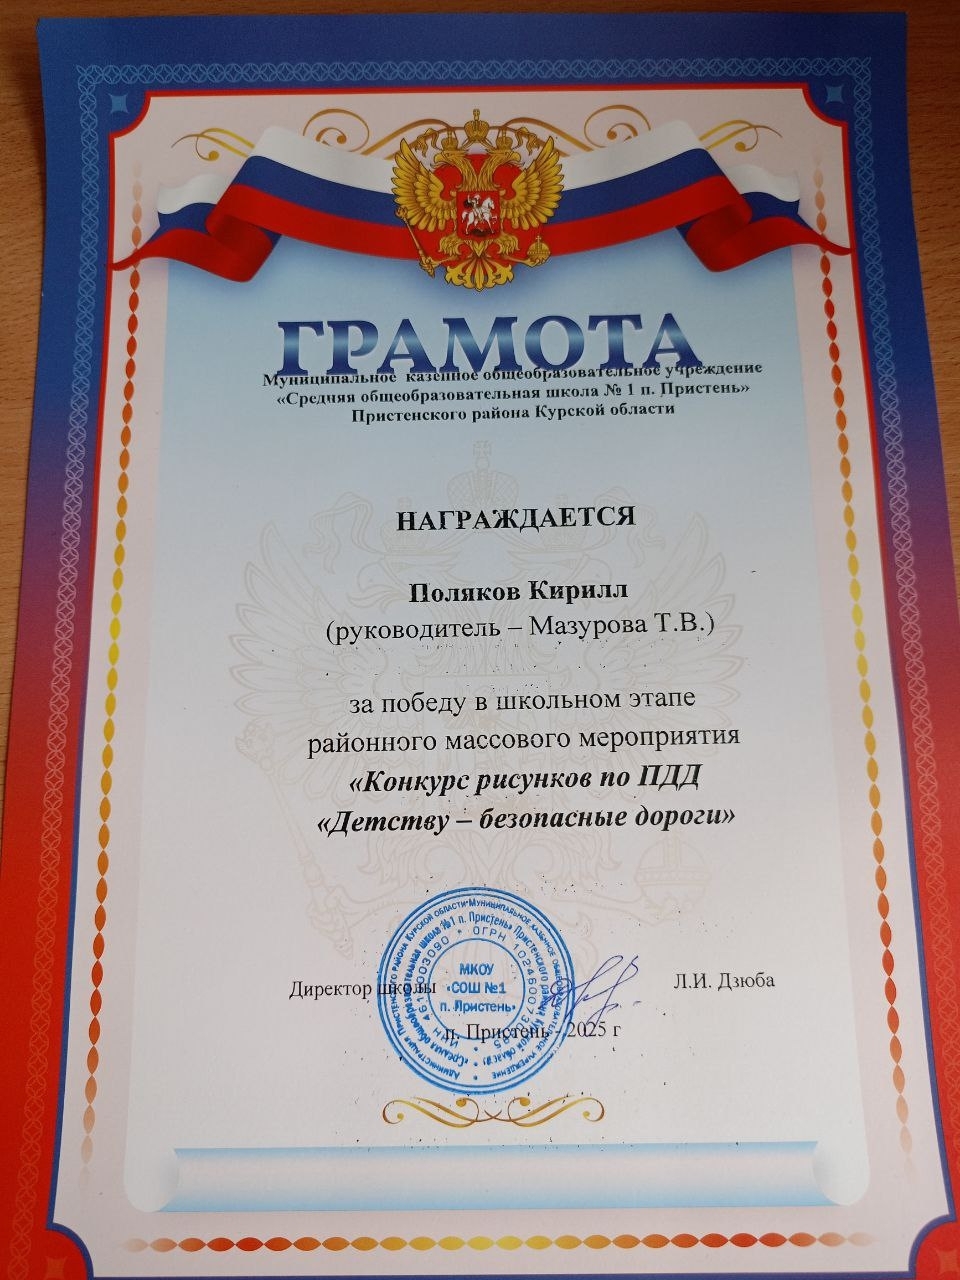 ГРАМОТА
Муниципальное казенное общеобразовательное учреждение
«Средняя общеобразовательная школа № 1 п. Пристень»
Пристенского района Курской области
НАГРАЖДАЕТСЯ
Поляков Кирилл
(руководитель – Мазурова Т.В.)
за победу в школьном этапе
районного массового мероприятия
«Конкурс рисунков по ПДД
«Детству – безопасные дороги»
Директор школы
Л.И. Дзюба
п. Пристень - 2025 г
МКОУ
«СОШ №1
п. Пристень»